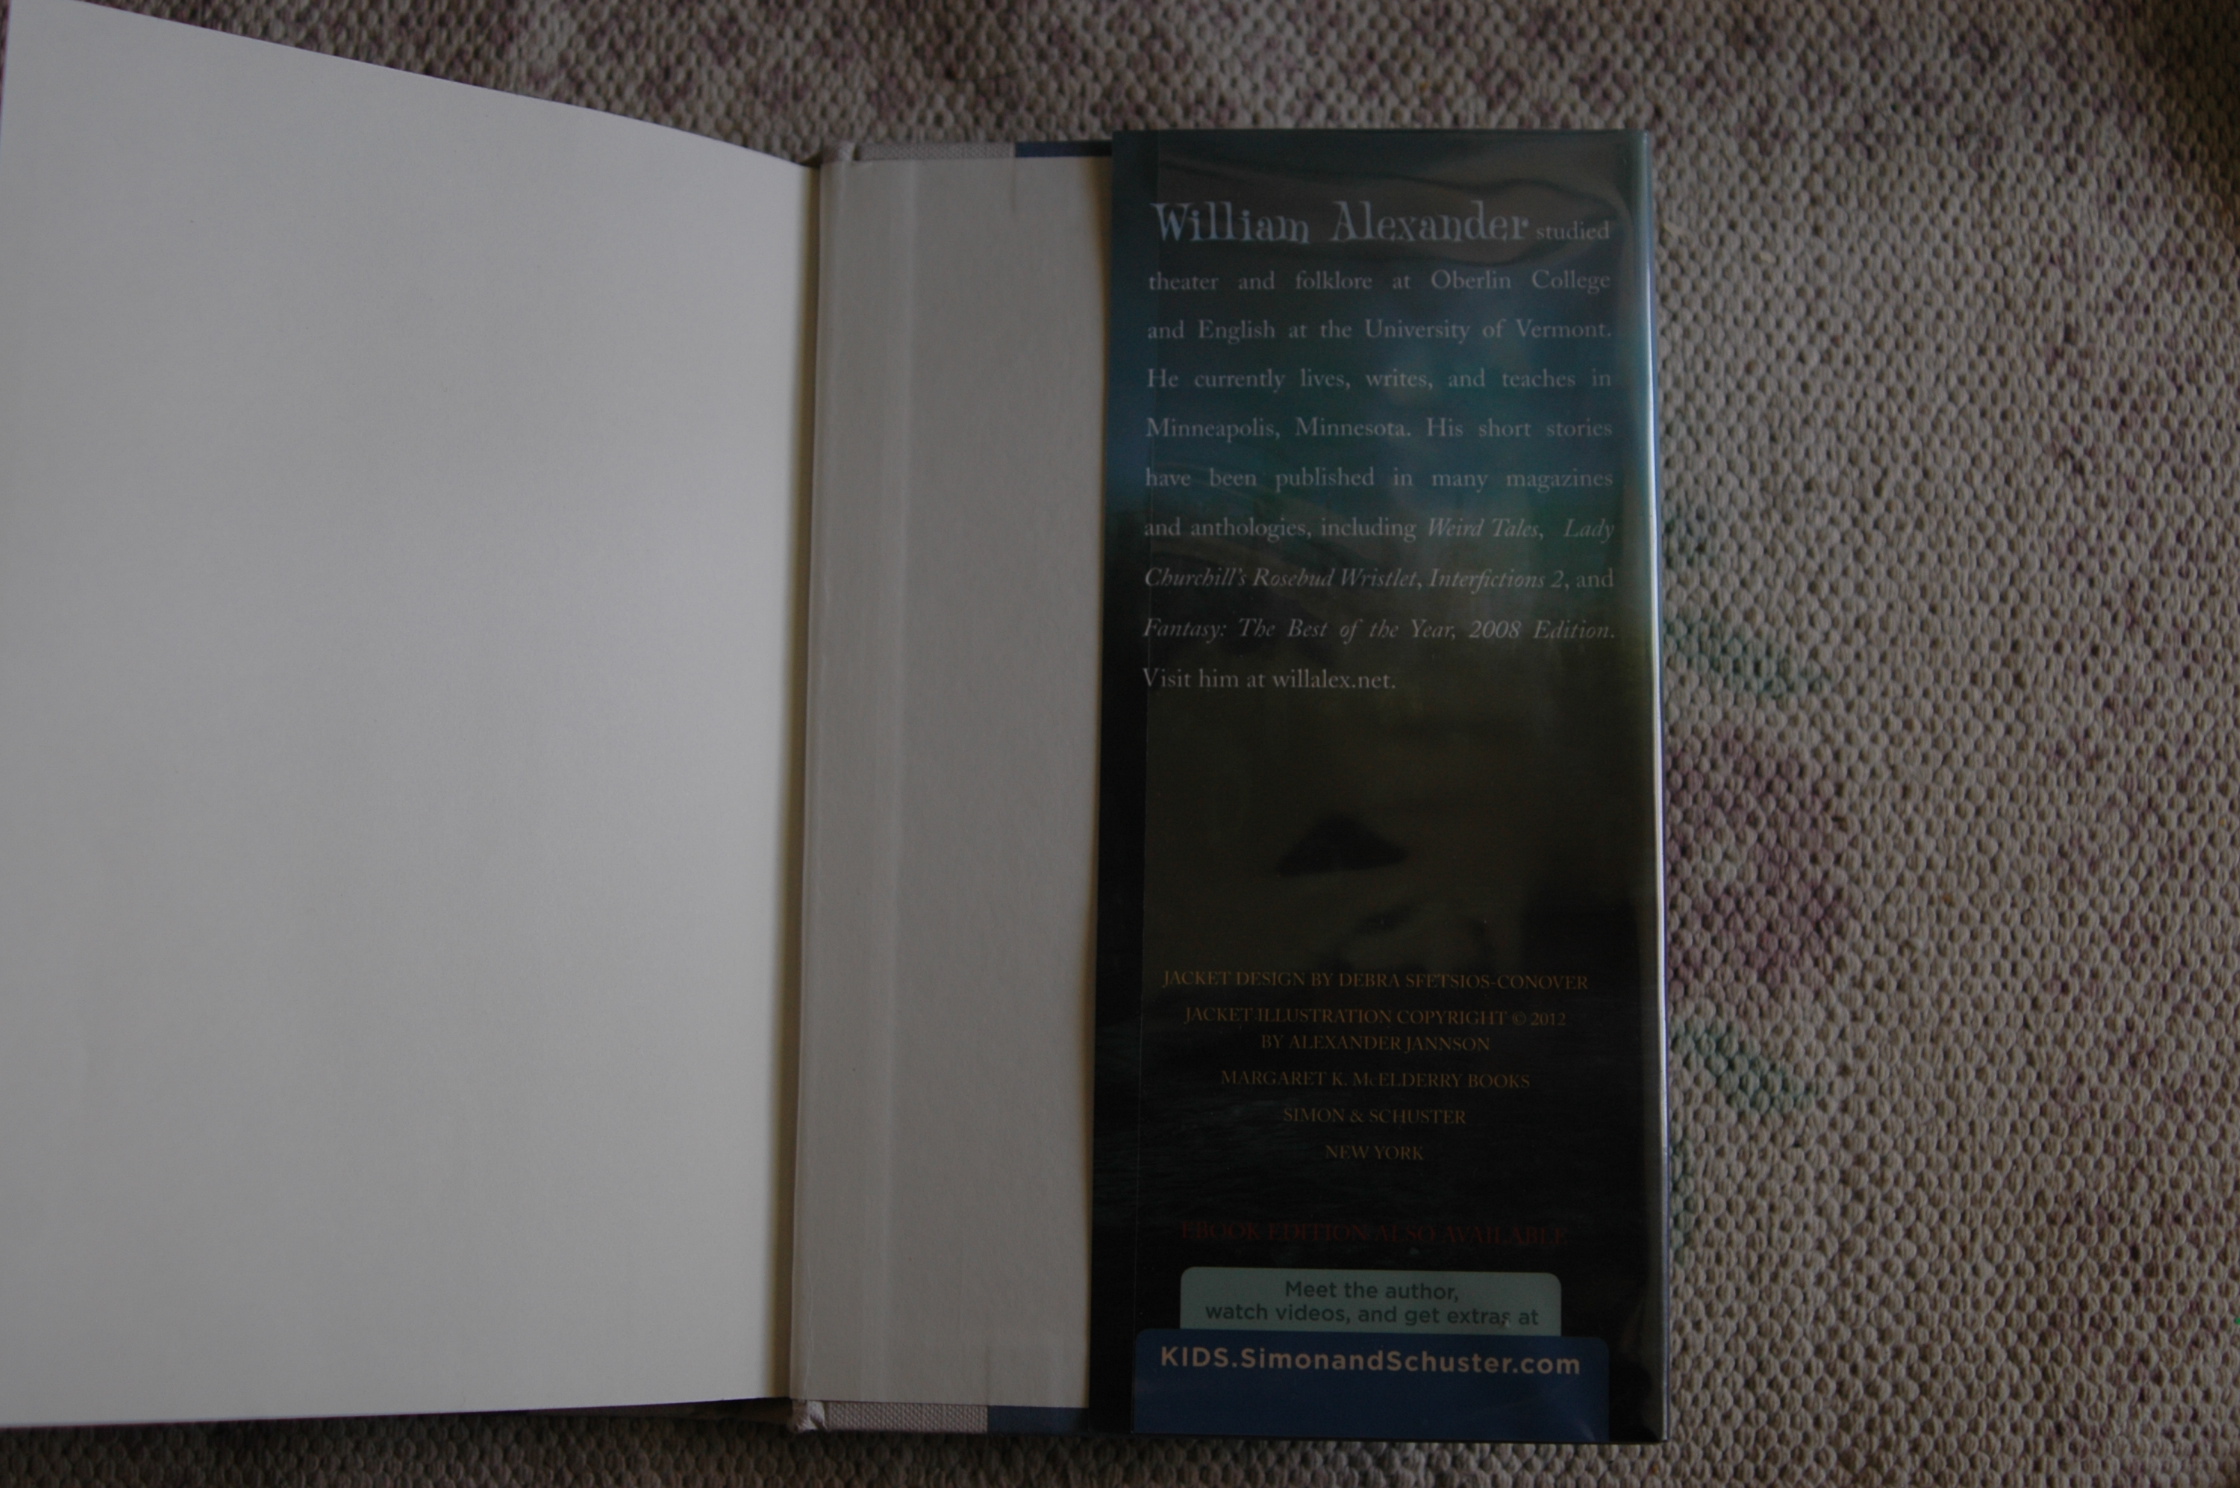 William Alexander studied
theater and folklore at Oberlin College
and English at the University of Vermont.
He currently lives, writes, and teaches in
Minneapolis, Minnesota. His short stories
have been published in many magazines
and anthologies, including Weird Tales, Lady
Churchill's Rosebud Wristlet, Interfictions 2, and
Fantasy: The Best of the Year, 2008 Edition.
Visit him at willalex.net.
JACKET DESIGN BY DEBRA SFETSIOS-CONOVER
JACKET ILLUSTRATION COPYRIGHT © 2012
BY ALEXANDER JANNSON
MARGARET K. McELDERRY BOOKS
SIMON & SCHUSTER
NEW YORK
EBOOK EDITION ALSO AVAILABLE
Meet the author,
watch videos, and get extras at
KIDS.SimonandSchuster.com